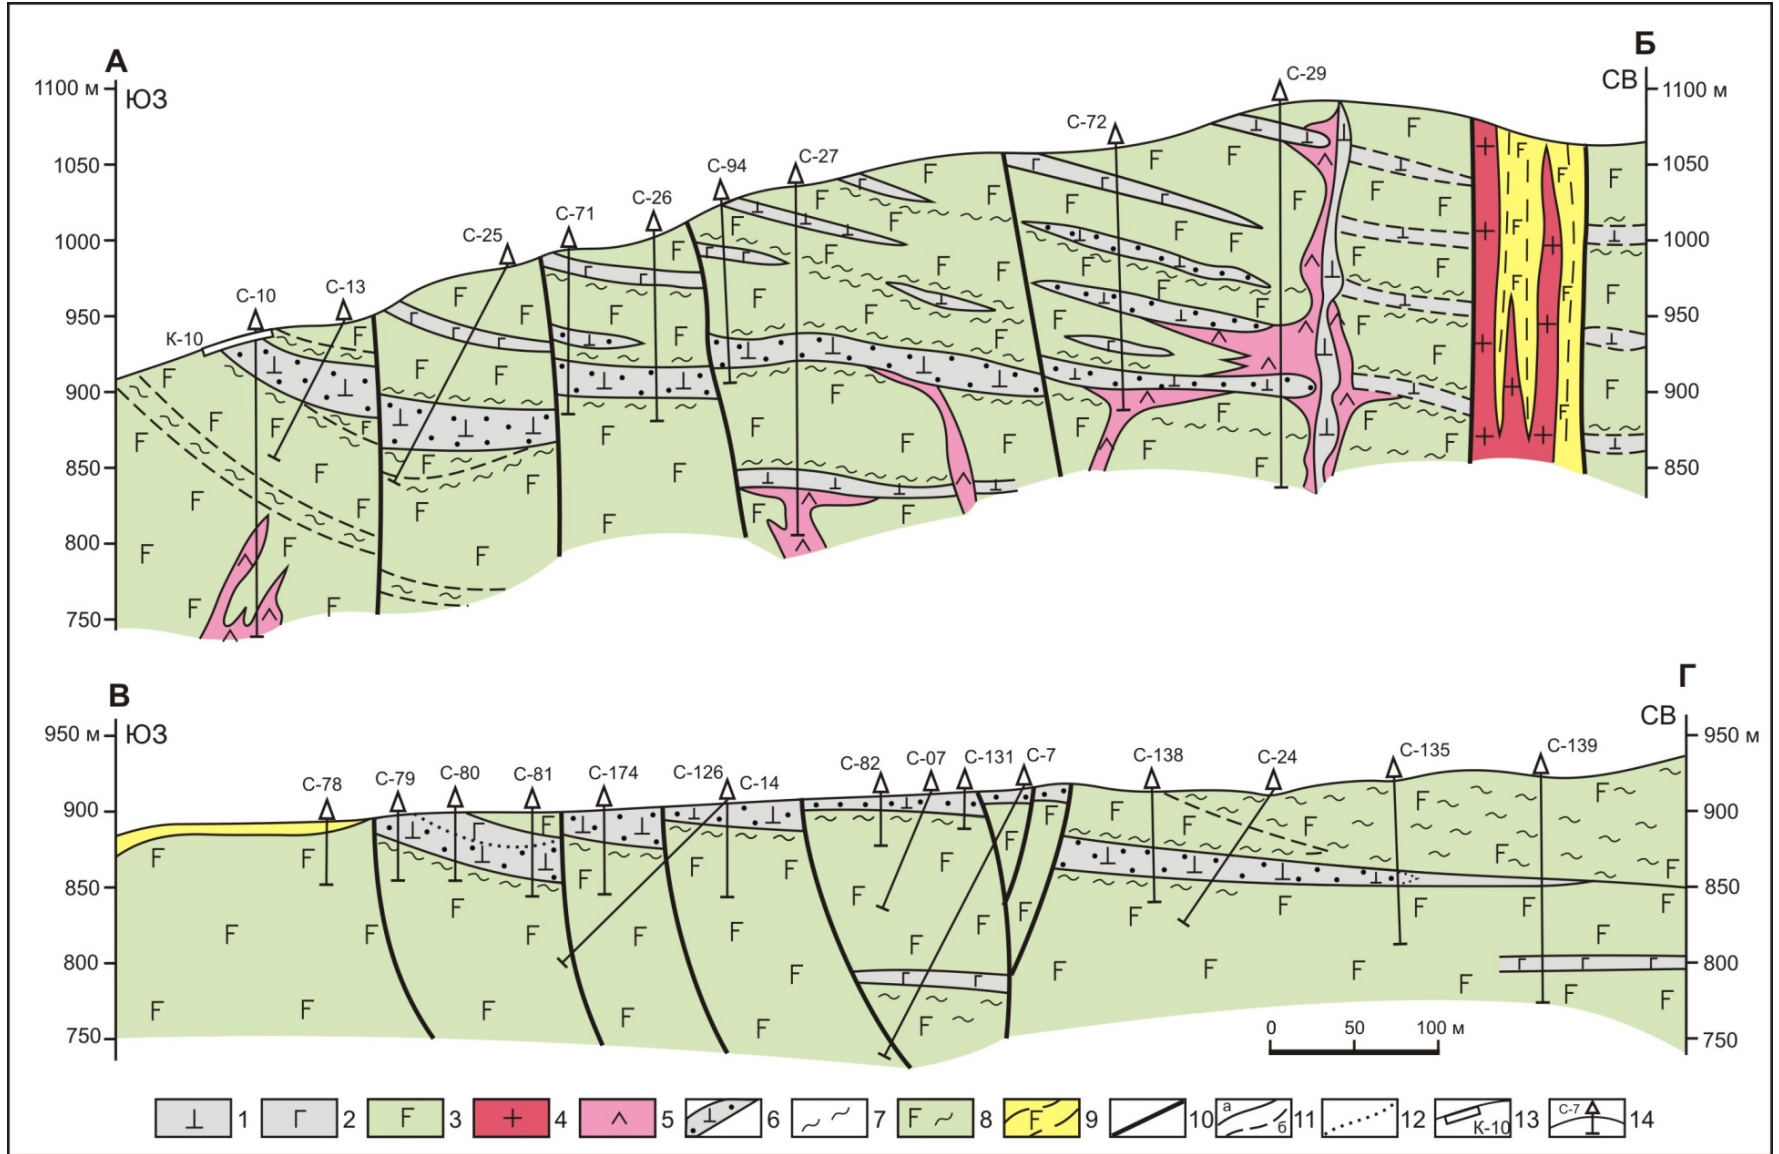 А
Б
ЮЗ
СВ
1100 м
1050
1000
950
900
850
800
750
1100 м
1050
1000
950
900
850
К-10
С-10
С-13
С-25
С-71
С-26
С-94
С-27
С-72
С-29
В
Г
ЮЗ
СВ
950 м
900
850
800
750
950 м
900
850
800
750
С-78
С-79
С-80
С-81
С-174
С-126
С-14
С-82
С-07
С-131
С-7
С-138
С-24
С-135
С-139
0 50 100 м
1 2 3 4 5 6 7 8 9 10 а б 11 12 К-10 13 С-7 14